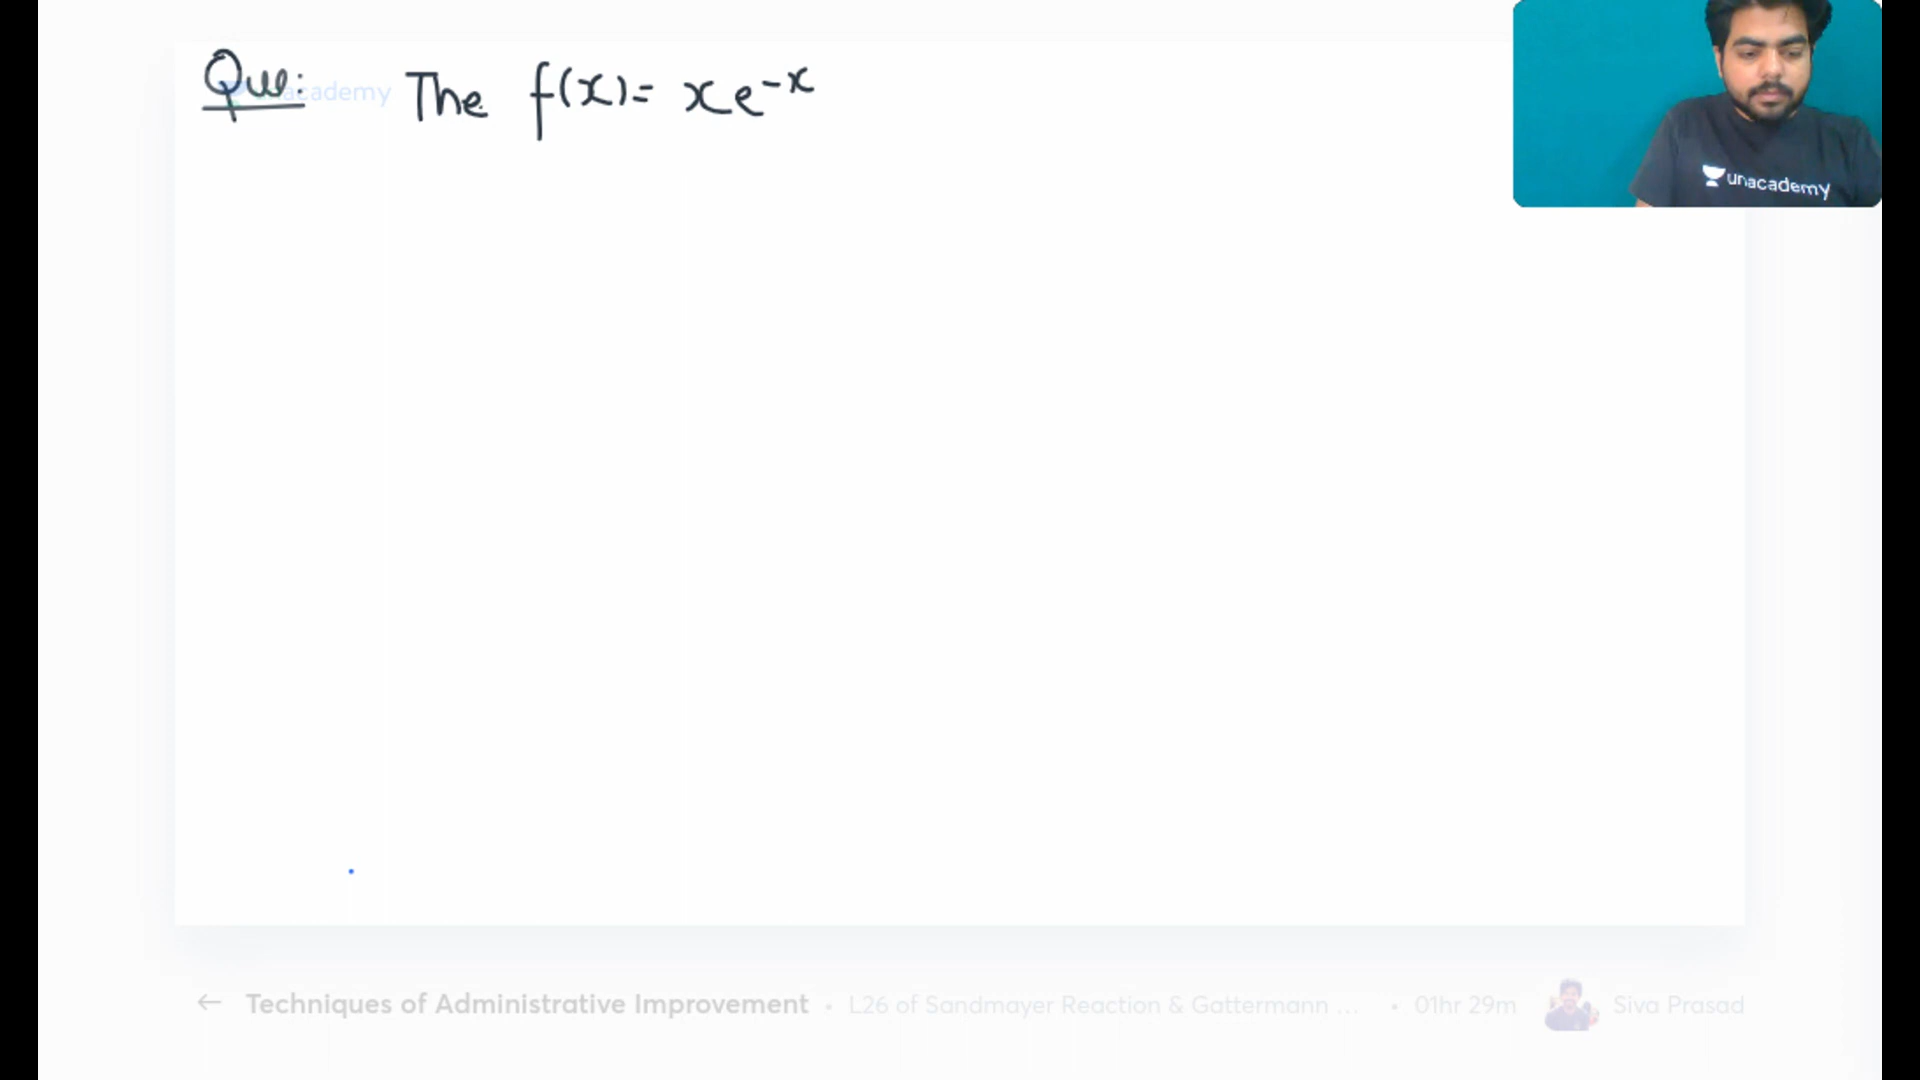 Que: The f(x)= xe^-x
unacademy
unacademy
← Techniques of Administrative Improvement • L26 of Sandmayer Reaction & Gattermann ... • 01hr 29m Siva Prasad